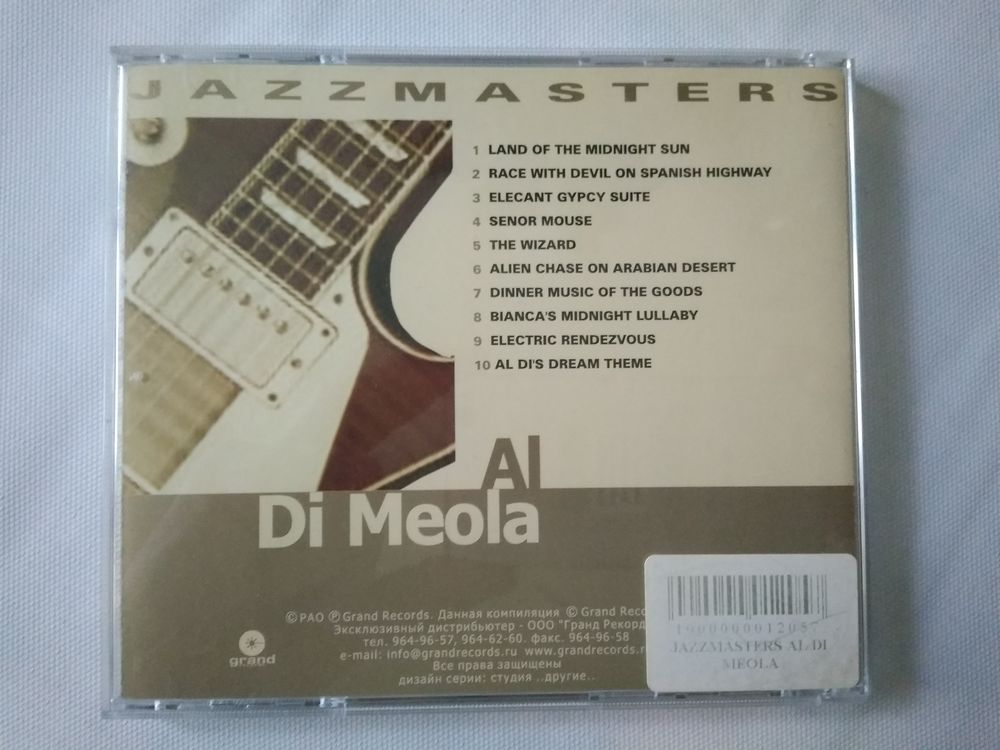 JAZZMASTERS
1 LAND OF THE MIDNIGHT SUN
2 RACE WITH DEVIL ON SPANISH HIGHWAY
3 ELECANT GYPCY SUITE
4 SENOR MOUSE
5 THE WIZARD
6 ALIEN CHASE ON ARABIAN DESERT
7 DINNER MUSIC OF THE GOODS
8 BIANCA'S MIDNIGHT LULLABY
9 ELECTRIC RENDEZVOUS
10 AL DI'S DREAM THEME
Al
Di Meola
© РАО ℗ Grand Records. Данная компиляция © Grand
Эксклюзивный дистрибьютер - ООО "Гранд
тел. 964-96-57, 964-62-60. факс. 964-96-58
e-mail: info@grandrecords.ru
Все права защищены
дизайн серии: студия ..другие..
grand
JAZZMASTERS AL DI
MEOLA